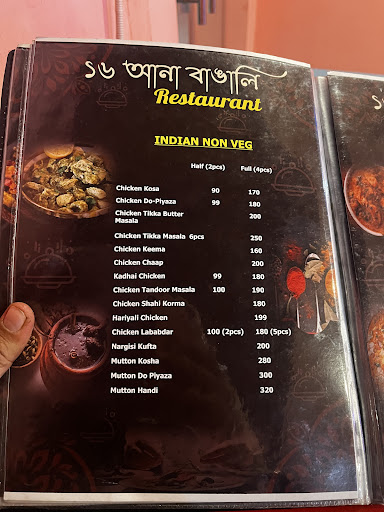 ১৬ আনা বাঙালি
Restaurant
INDIAN NON VEG
Half (2pcs) Full (4pcs)
Chicken Kosa 90 170
Chicken Do-Piyaza 99 180
Chicken Tikka Butter Masala 200
Chicken Tikka Masala 6pcs 250
Chicken Keema 160
Chicken Chaap 200
Kadhai Chicken 99 180
Chicken Tandoor Masala 100 190
Chicken Shahi Korma 180
Hariyali Chicken 199
Chicken Lababdar 100 (2pcs) 180 (5pcs)
Nargisi Kufta 200
Mutton Kosha 280
Mutton Do Piyaza 300
Mutton Handi 320
১৬